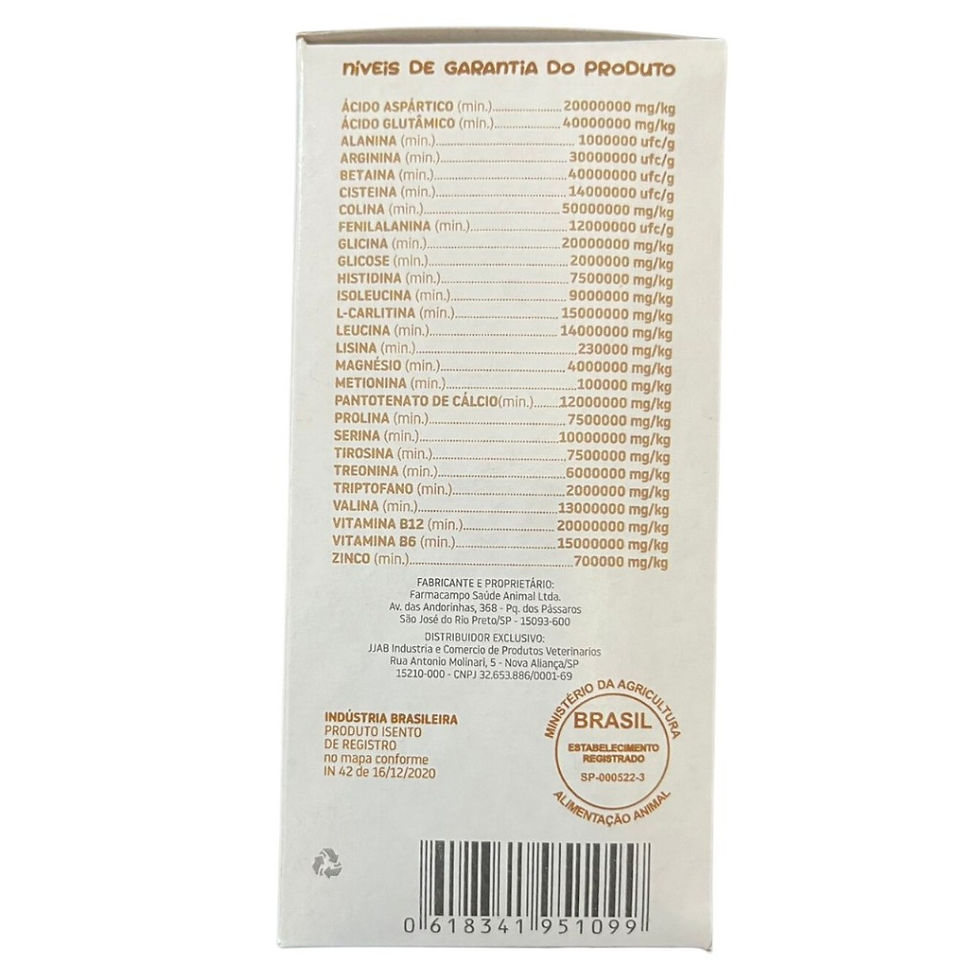 níveis de garantia do produto
ÁCIDO ASPÁRTICO (min.)................... 20000000 mg/kg
ÁCIDO GLUTÂMICO (min.)................... 40000000 mg/kg
ALANINA (min.)................... 1000000 ufc/g
ARGININA (min.)................... 30000000 ufc/g
BETAINA (min.)................... 40000000 ufc/g
CISTEINA (min.)................... 14000000 ufc/g
COLINA (min.)................... 50000000 mg/kg
FENILALANINA (min.)................... 12000000 ufc/g
GLICINA (min.)................... 20000000 mg/kg
GLICOSE (min.)................... 2000000 mg/kg
HISTIDINA (min.)................... 7500000 mg/kg
ISOLEUCINA (min.)................... 9000000 mg/kg
L-CARLITINA (min.)................... 15000000 mg/kg
LEUCINA (min.)................... 14000000 mg/kg
LISINA (min.)................... 230000 mg/kg
MAGNÉSIO (min.)................... 4000000 mg/kg
METIONINA (min.)................... 100000 mg/kg
PANTOTENATO DE CÁLCIO(min.)....... 12000000 mg/kg
PROLINA (min.)................... 7500000 mg/kg
SERINA (min.)................... 10000000 mg/kg
TIROSINA (min.)................... 7500000 mg/kg
TREONINA (min.)................... 6000000 mg/kg
TRIPTOFANO (min.)................... 2000000 mg/kg
VALINA (min.)................... 13000000 mg/kg
VITAMINA B12 (min.)................... 20000000 mg/kg
VITAMINA B6 (min.)................... 15000000 mg/kg
ZINCO (min.)................... 700000 mg/kg
FABRICANTE E PROPRIETÁRIO:
Farmacampo Saúde Animal Ltda.
Av. das Andorinhas, 368 - Pq. dos Pássaros
São José do Rio Preto/SP - 15093-600
DISTRIBUIDOR EXCLUSIVO:
JJAB Industria e Comercio de Produtos Veterinarios
Rua Antonio Molinari, 5 - Nova Aliança/SP
15210-000 - CNPJ 32.653.886/0001-69
INDÚSTRIA BRASILEIRA
PRODUTO ISENTO
DE REGISTRO
no mapa conforme
IN 42 de 16/12/2020
MINISTÉRIO DA AGRICULTURA
BRASIL
ESTABELECIMENTO
REGISTRADO
SP-000522-3
ALIMENTAÇÃO ANIMAL
0 618341 951099